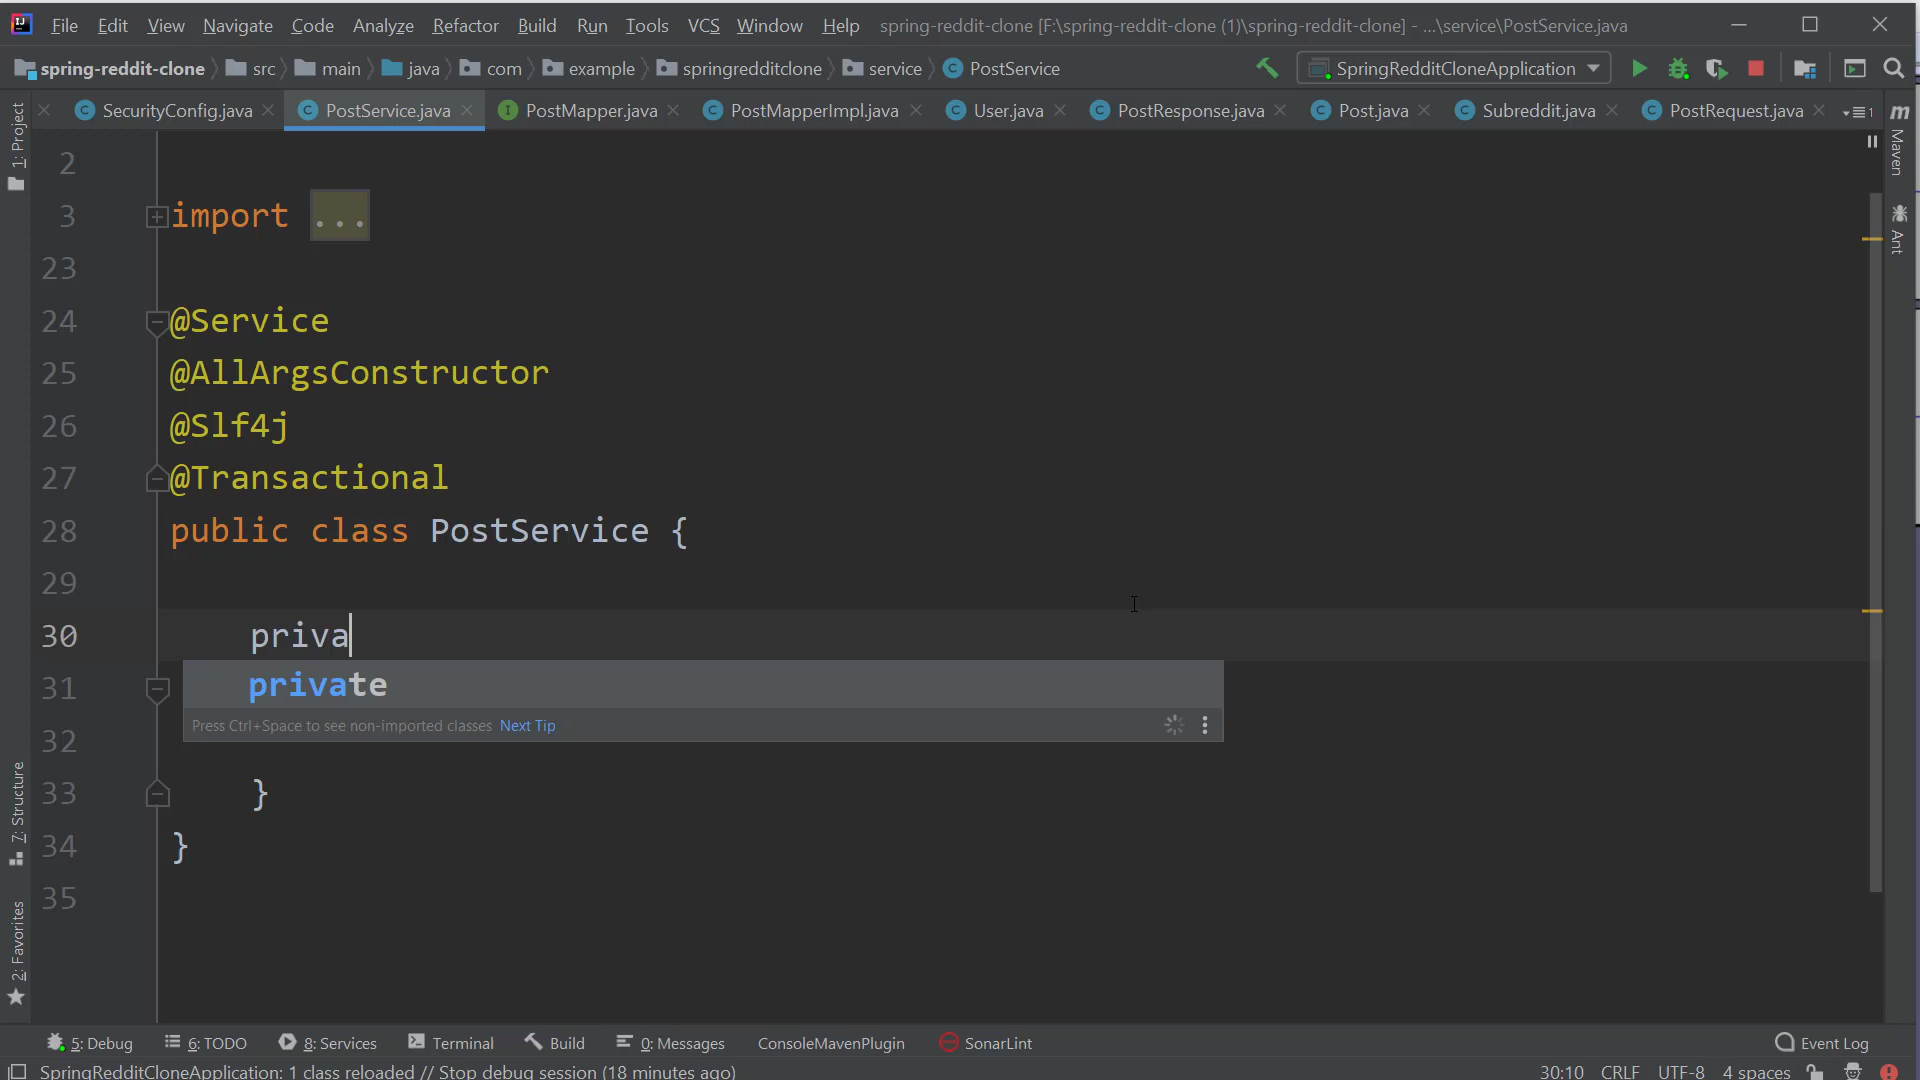 File Edit View Navigate Code Analyze Refactor Build Run Tools VCS Window Help spring-reddit-clone [F:\spring-reddit-clone (1)\spring-reddit-clone] - ...\service\PostService.java
spring-reddit-clone src main java com example springredditclone service PostService SpringRedditCloneApplication
SecurityConfig.java PostService.java PostMapper.java PostMapperImpl.java User.java PostResponse.java Post.java Subreddit.java PostRequest.java 1
1: Project
7: Structure
2: Favorites
Maven
Ant
2
3 import ...
23
24 @Service
25 @AllArgsConstructor
26 @Slf4j
27 @Transactional
28 public class PostService {
29
30 priva
private
31
Press Ctrl+Space to see non-imported classes Next Tip
32
33 }
34 }
35
5: Debug 6: TODO 8: Services Terminal Build 0: Messages ConsoleMavenPlugin SonarLint Event Log
SpringRedditCloneApplication: 1 class reloaded // Stop debug session (18 minutes ago) 30:10 CRLF UTF-8 4 spaces